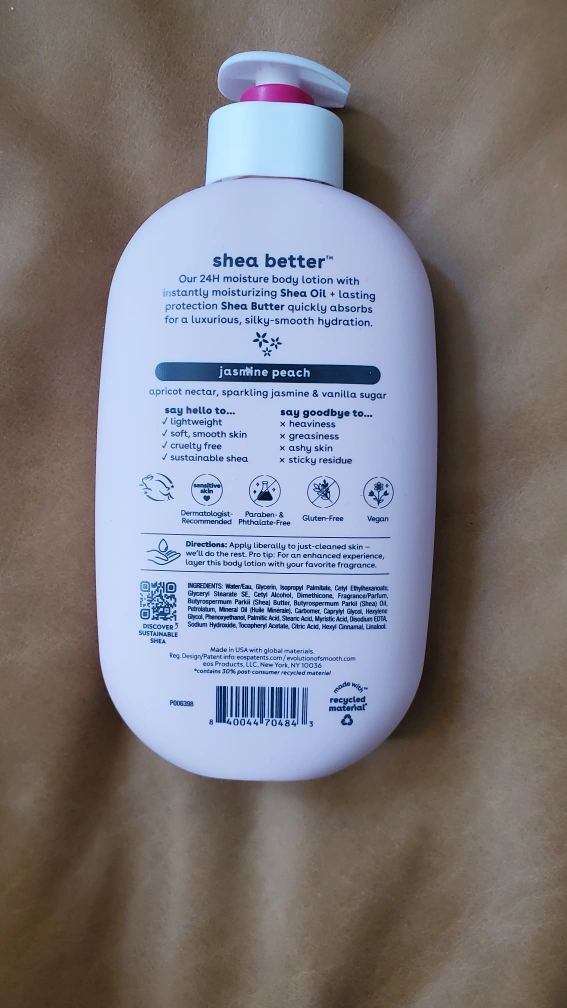 shea better™
Our 24H moisture body lotion with
instantly moisturizing Shea Oil + lasting
protection Shea Butter quickly absorbs
for a luxurious, silky-smooth hydration.
jasmine peach
apricot nectar, sparkling jasmine & vanilla sugar
say hello to...
✓ lightweight
✓ soft, smooth skin
✓ cruelty free
✓ sustainable shea
say goodbye to...
× heaviness
× greasiness
× ashy skin
× sticky residue
sensitive
skin
Dermatologist-
Recommended
Paraben- &
Phthalate-Free
Gluten-Free
Vegan
Directions: Apply liberally to just-cleaned skin –
we'll do the rest. Pro tip: For an enhanced experience,
layer this body lotion with your favorite fragrance.
DISCOVER
SUSTAINABLE
SHEA
INGREDIENTS: Water/Eau, Glycerin, Isopropyl Palmitate, Cetyl Ethylhexanoate,
Glyceryl Stearate SE, Cetyl Alcohol, Dimethicone, Fragrance/Parfum,
Butyrospermum Parkii (Shea) Butter, Butyrospermum Parkii (Shea) Oil,
Petrolatum, Mineral Oil (Huile Minérale), Carbomer, Caprylyl Glycol, Hexylene
Glycol, Phenoxyethanol, Palmitic Acid, Stearic Acid, Myristic Acid, Disodium EDTA,
Sodium Hydroxide, Tocopheryl Acetate, Citric Acid, Hexyl Cinnamal, Linalool.
Made in USA with global materials.
Reg. Design/Patent info: eospatents.com / evolutionofsmooth.com
eos Products, LLC, New York, NY 10036
*contains 30% post-consumer recycled material
P006398
8 40044 70484 3
made with
recycled
material*